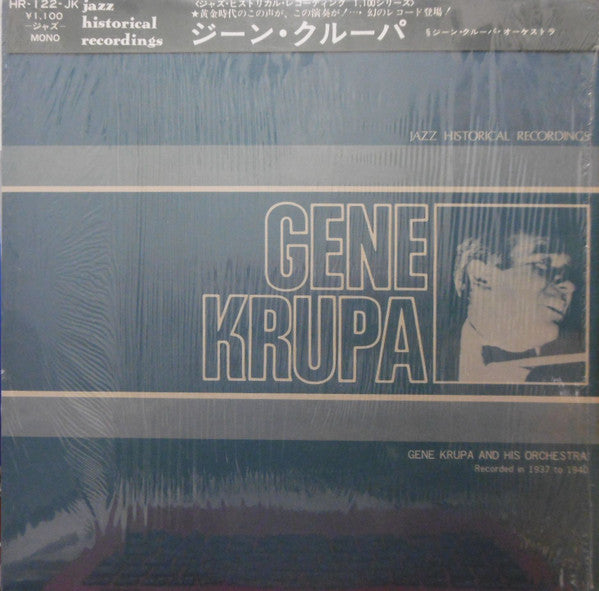 HR-122-JK
¥1,100
—ジャズ—
MONO
jazz
historical
recordings
〈ジャズ・ヒストリカル・レコーディング 1,100シリーズ〉
★黄金時代のこの声が、この演奏が!…・幻のレコード登場!
ジーン・クルーパ
§ジーン・クルーパ・オーケストラ
JAZZ HISTORICAL RECORDINGS
GENE
KRUPA
GENE KRUPA AND HIS ORCHESTRA
Recorded in 1937 to 1940